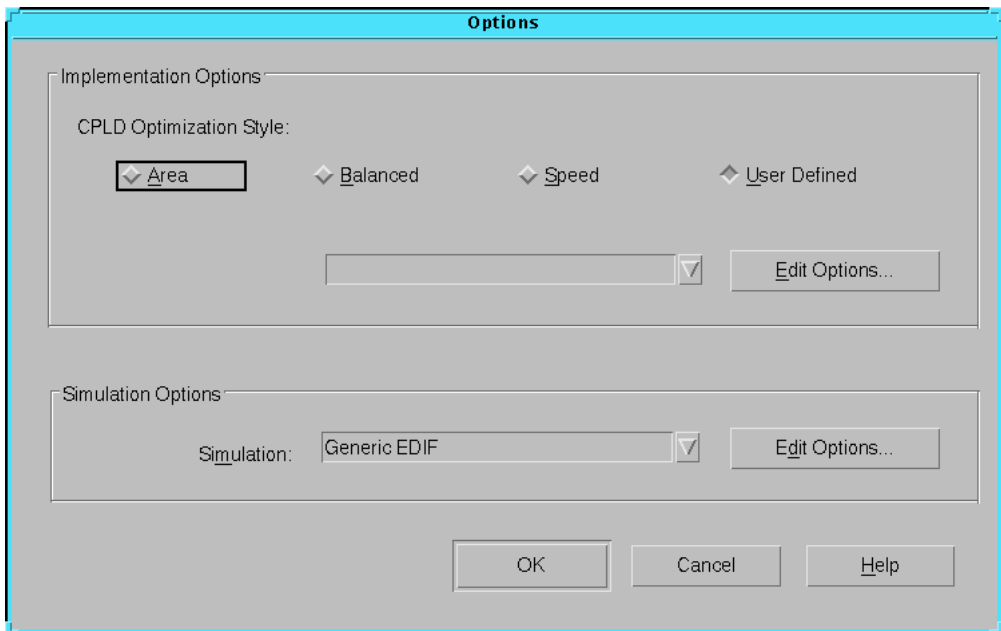 Options
Implementation Options
CPLD Optimization Style:
Area Balanced Speed User Defined
Edit Options...
Simulation Options
Simulation: Generic EDIF Edit Options...
OK Cancel Help